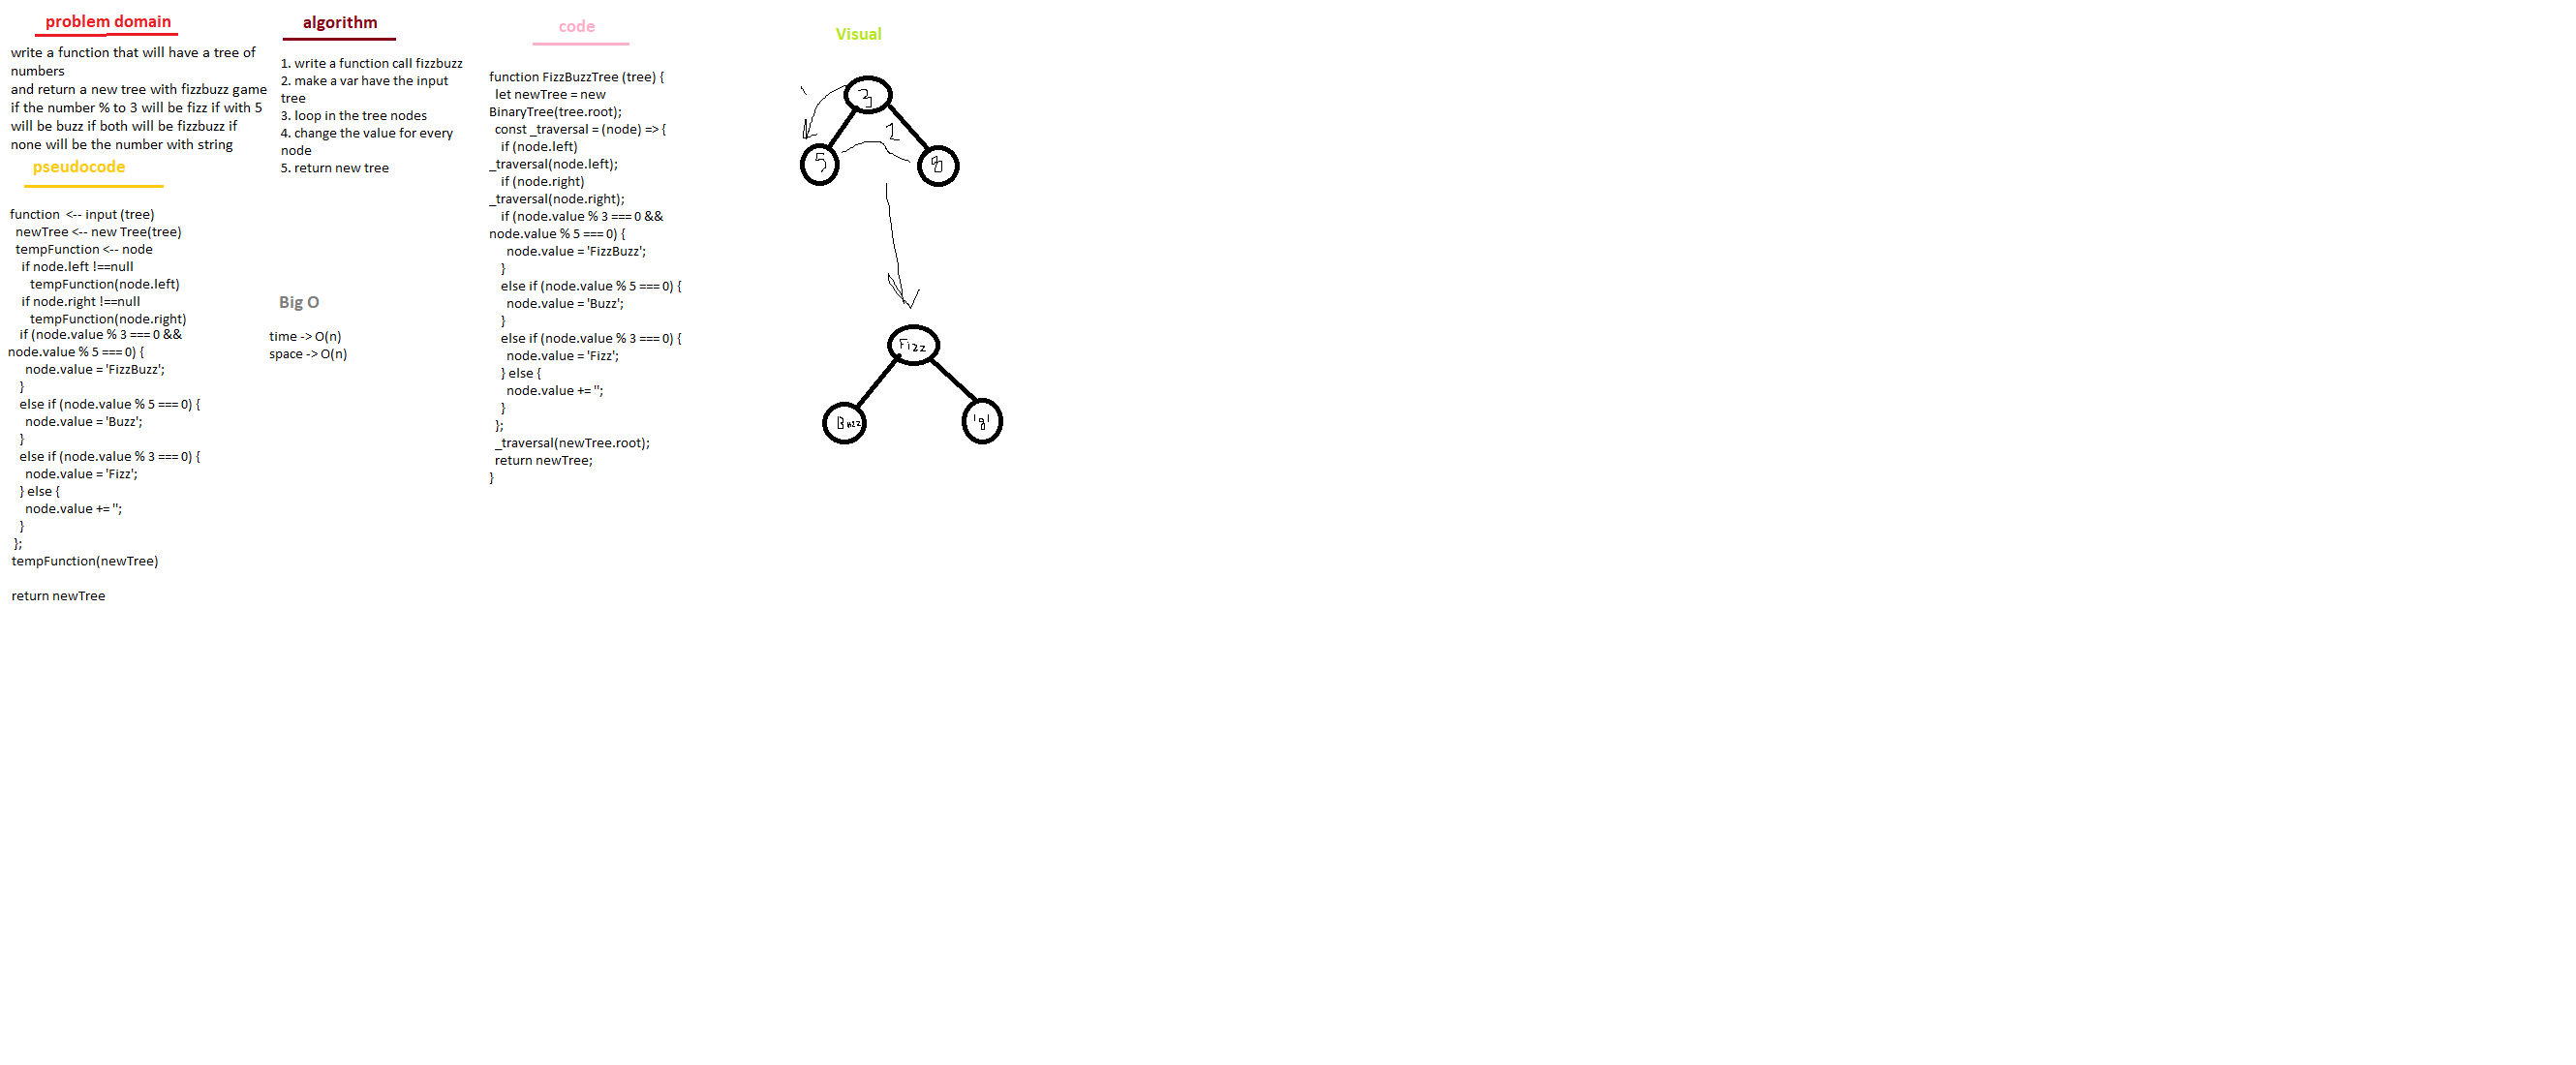 problem domain
write a function that will have a tree of
numbers
and return a new tree with fizzbuzz game
if the number % to 3 will be fizz if with 5
will be buzz if both will be fizzbuzz if
none will be the number with string
pseudocode
function <-- input (tree)
newTree <-- new Tree(tree)
tempFunction <-- node
if node.left !==null
tempFunction(node.left)
if node.right !==null
tempFunction(node.right)
if (node.value % 3 === 0 &&
node.value % 5 === 0) {
node.value = 'FizzBuzz';
}
else if (node.value % 5 === 0) {
node.value = 'Buzz';
}
else if (node.value % 3 === 0) {
node.value = 'Fizz';
} else {
node.value += '';
}
};
tempFunction(newTree)
return newTree
algorithm
1. write a function call fizzbuzz
2. make a var have the input
tree
3. loop in the tree nodes
4. change the value for every
node
5. return new tree
Big O
time -> O(n)
space -> O(n)
code
function FizzBuzzTree (tree) {
let newTree = new
BinaryTree(tree.root);
const _traversal = (node) => {
if (node.left)
_traversal(node.left);
if (node.right)
_traversal(node.right);
if (node.value % 3 === 0 &&
node.value % 5 === 0) {
node.value = 'FizzBuzz';
}
else if (node.value % 5 === 0) {
node.value = 'Buzz';
}
else if (node.value % 3 === 0) {
node.value = 'Fizz';
} else {
node.value += '';
}
};
_traversal(newTree.root);
return newTree;
}
Visual
3
2
5
8
Fizz
Buzz
'8'